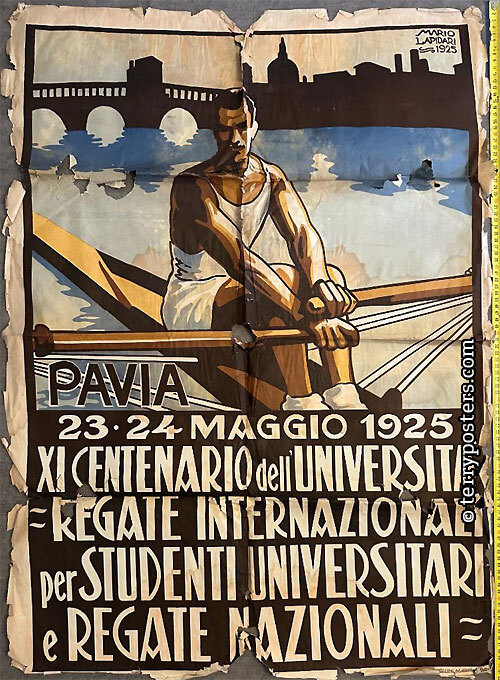 MARIO
LAPIDARI
1925
PAVIA
23·24 MAGGIO 1925
XI CENTENARIO dell'UNIVERSITA
= REGATE INTERNAZIONALI
per STUDENTI UNIVERSITARI
e REGATE NAZIONALI =
© terryposters.com